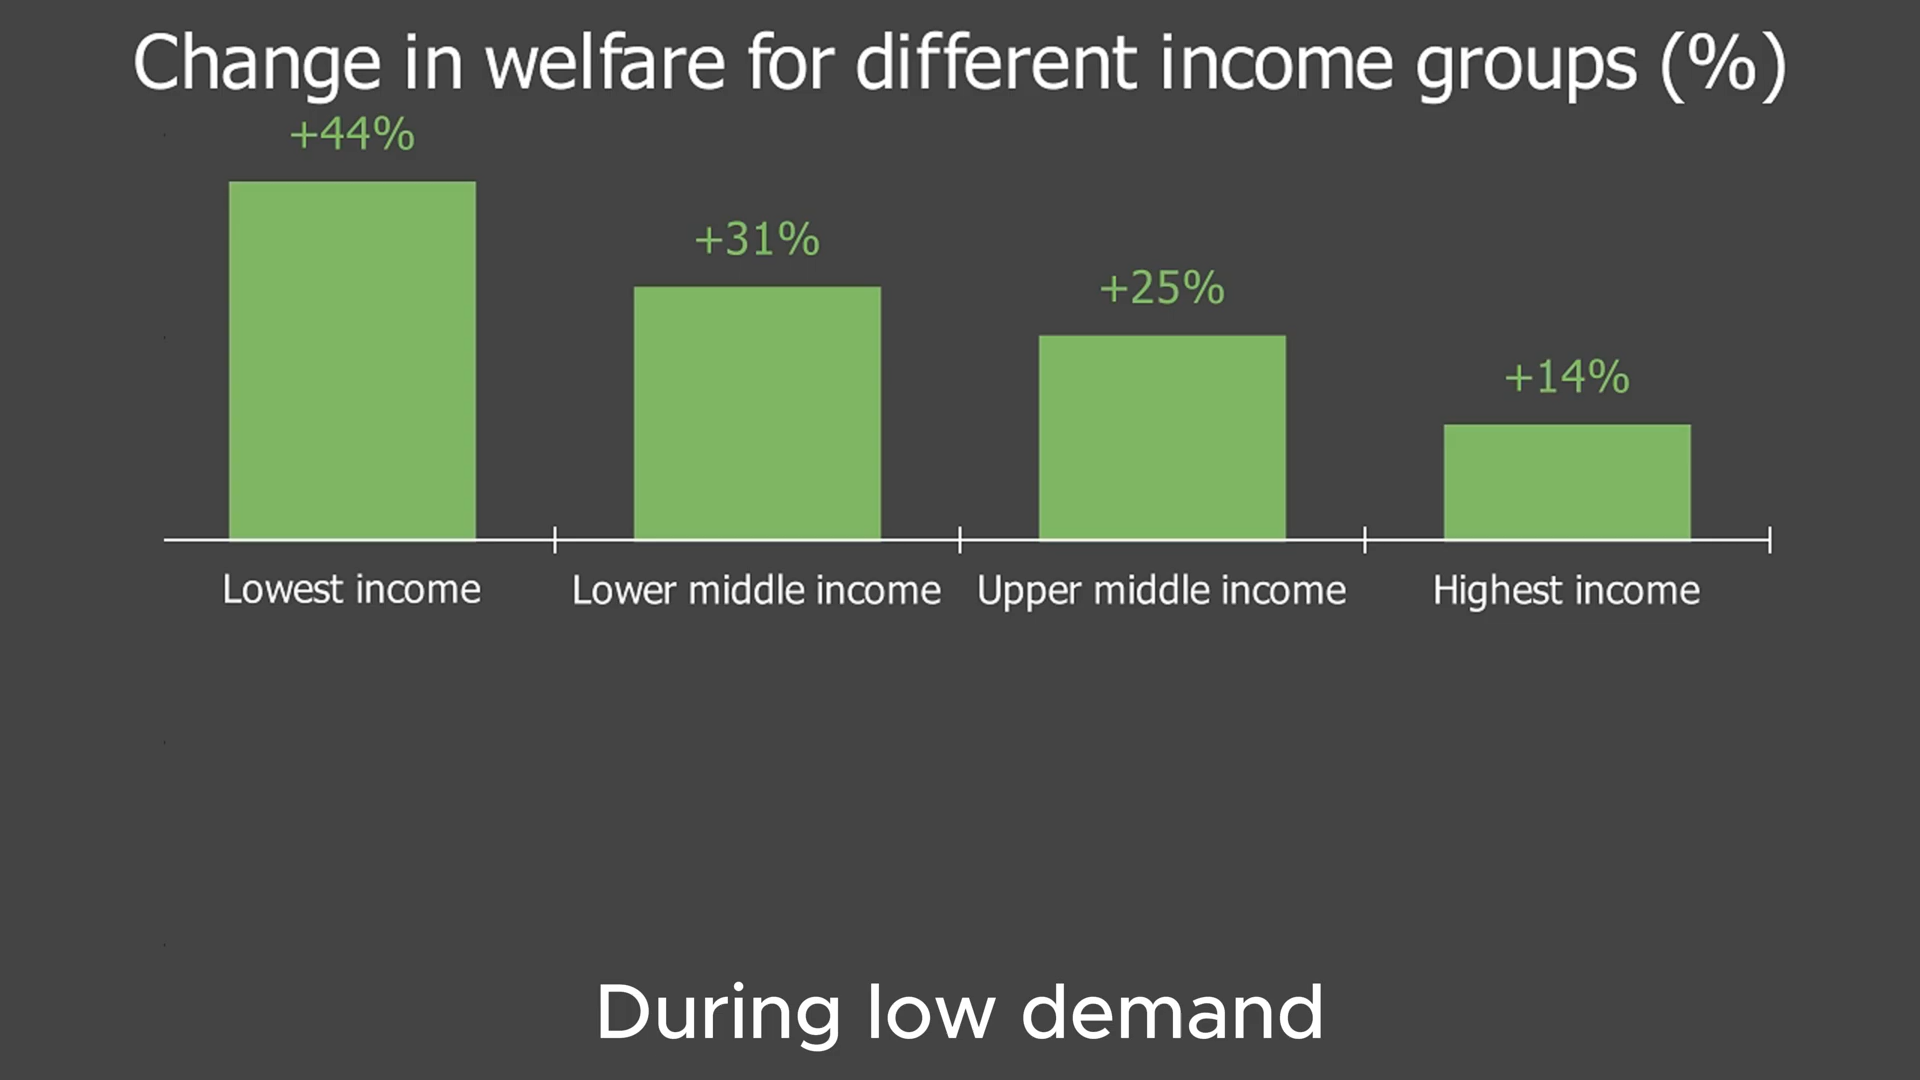 Change in welfare for different income groups (%)
+44%
+31%
+25%
+14%
Lowest income
Lower middle income
Upper middle income
Highest income
During low demand